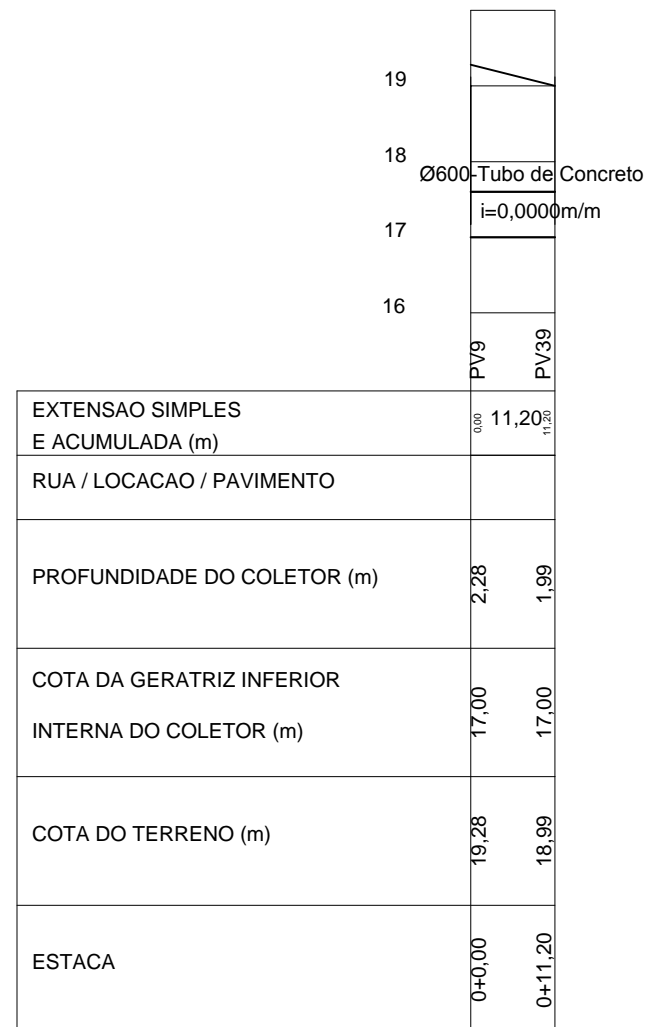 19
18
Ø600-Tubo de Concreto
i=0,0000m/m
17
16
PV9
PV39
EXTENSAO SIMPLES
E ACUMULADA (m)
0,00
11,20
11,20
RUA / LOCACAO / PAVIMENTO
PROFUNDIDADE DO COLETOR (m)
2,28
1,99
COTA DA GERATRIZ INFERIOR
INTERNA DO COLETOR (m)
17,00
17,00
COTA DO TERRENO (m)
19,28
18,99
ESTACA
0+0,00
0+11,20